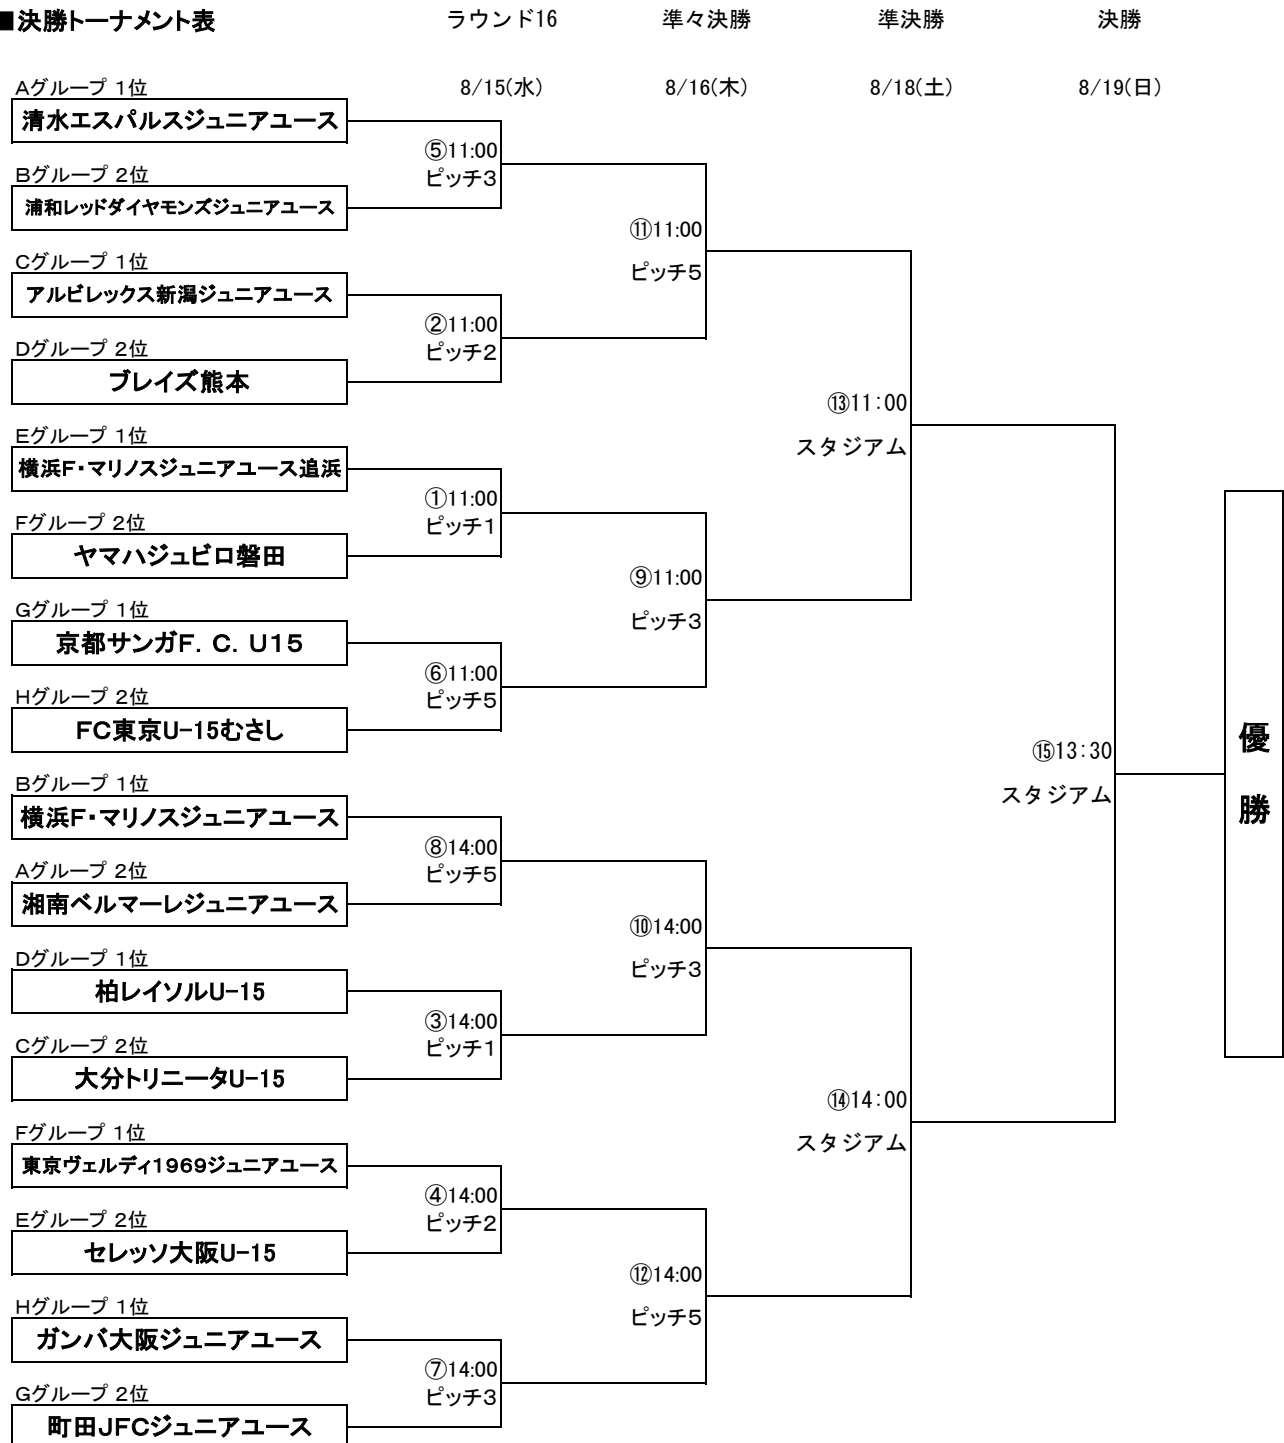 ■決勝トーナメント表 ラウンド16 準々決勝 準決勝 決勝
8/15(水) 8/16(木) 8/18(土) 8/19(日)
Aグループ 1位
清水エスパルスジュニアユース
⑤11:00
ピッチ3
Bグループ 2位
浦和レッドダイヤモンズジュニアユース
⑪11:00
ピッチ5
Cグループ 1位
アルビレックス新潟ジュニアユース
②11:00
ピッチ2
Dグループ 2位
ブレイズ熊本
⑬11:00
スタジアム
Eグループ 1位
横浜F・マリノスジュニアユース追浜
①11:00
ピッチ1
Fグループ 2位
ヤマハジュビロ磐田
⑨11:00
ピッチ3
Gグループ 1位
京都サンガF．C．U15
⑥11:00
ピッチ5
Hグループ 2位
FC東京U-15むさし
⑮13:30
スタジアム
優勝
Bグループ 1位
横浜F・マリノスジュニアユース
⑧14:00
ピッチ5
Aグループ 2位
湘南ベルマーレジュニアユース
⑩14:00
ピッチ3
Dグループ 1位
柏レイソルU-15
③14:00
ピッチ1
Cグループ 2位
大分トリニータU-15
⑭14:00
スタジアム
Fグループ 1位
東京ヴェルディ1969ジュニアユース
④14:00
ピッチ2
Eグループ 2位
セレッソ大阪U-15
⑫14:00
ピッチ5
Hグループ 1位
ガンバ大阪ジュニアユース
⑦14:00
ピッチ3
Gグループ 2位
町田JFCジュニアユース